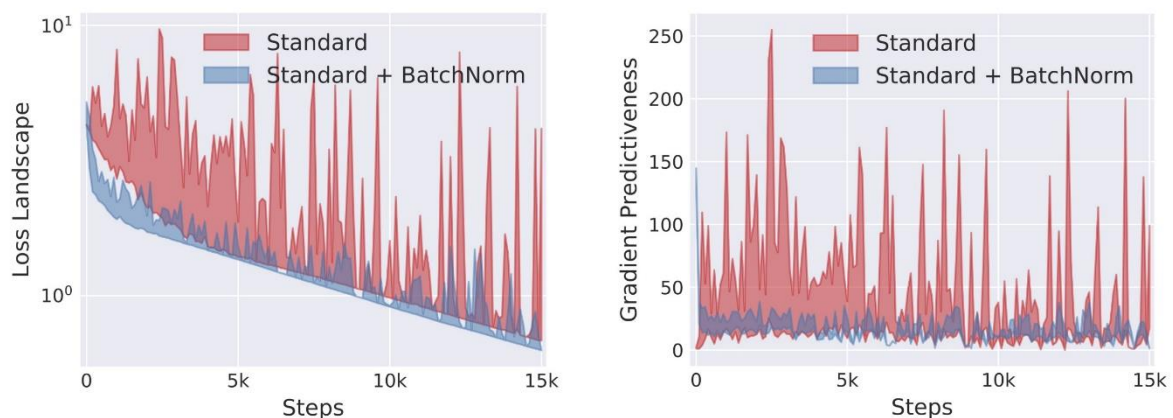 Loss Landscape
10¹
10⁰
Standard
Standard + BatchNorm
0
5k
10k
15k
Steps
Gradient Predictiveness
250
200
150
100
50
0
Standard
Standard + BatchNorm
0
5k
10k
15k
Steps